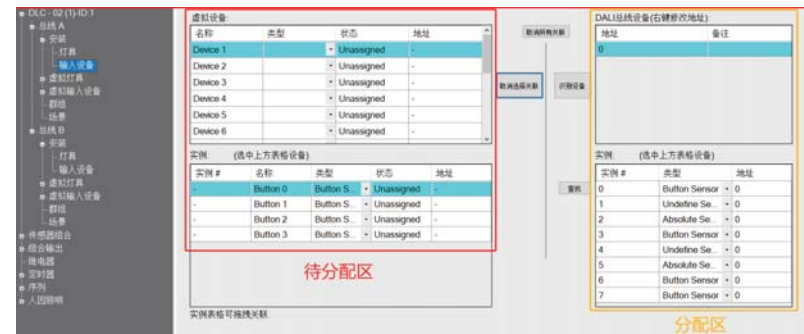 DLC-02 (1)-ID:1
总线 A
安装
灯具
输入设备
虚拟灯具
虚拟输入设备
群组
场景
总线 B
安装
灯具
输入设备
虚拟灯具
虚拟输入设备
群组
场景
传感器组合
组合输出
继电器
定时器
序列
人因照明
虚拟设备:
名称 类型 状态 地址
Device 1 Unassigned -
Device 2 Unassigned -
Device 3 Unassigned -
Device 4 Unassigned -
Device 5 Unassigned -
Device 6 Unassigned -
实例: (选中上方表格设备)
实例 # 名称 类型 状态 地址
- Button 0 Button S... Unassigned -
- Button 1 Button S... Unassigned -
- Button 2 Button S... Unassigned -
- Button 3 Button S... Unassigned -
待分配区
实例表格可拖拽关联
取消所有关联
取消选择关联
识别设备
DALI总线设备(右键修改地址):
地址 备注
0
实例: (选中上方表格设备)
实例 # 类型 地址
0 Button Sensor 0
1 Undefine Se... 0
2 Absolute Se... 0
3 Button Sensor 0
4 Undefine Se... 0
5 Absolute Se... 0
6 Button Sensor 0
7 Button Sensor 0
分配区